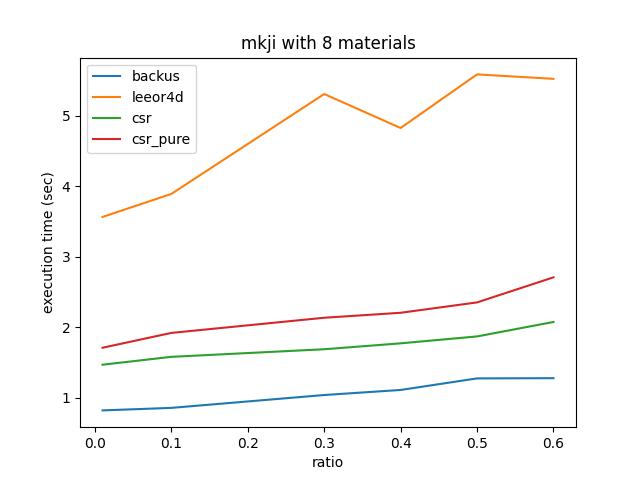 mkji with 8 materials
backus
leeor4d
csr
csr_pure
execution time (sec)
5
4
3
2
1
0.0 0.1 0.2 0.3 0.4 0.5 0.6
ratio